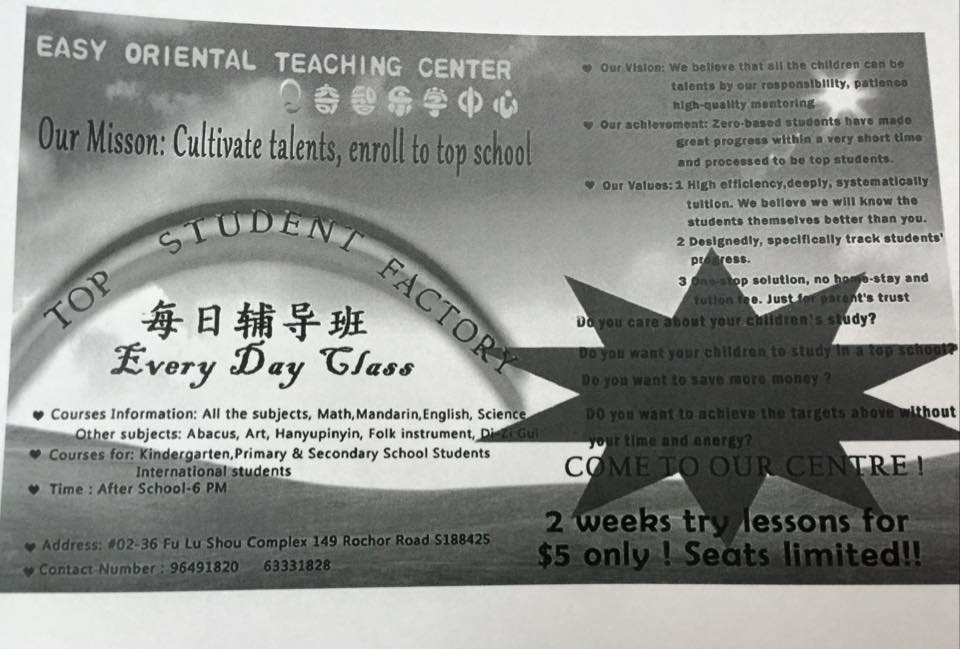 EASY ORIENTAL TEACHING CENTER
奇智乐学中心
Our Misson: Cultivate talents, enroll to top school
TOP STUDENT FACTORY
每日辅导班
Every Day Class
♥ Courses Information: All the subjects, Math,Mandarin,English, Science
Other subjects: Abacus, Art, Hanyupinyin, Folk instrument, Di-Zi Gui
♥ Courses for: Kindergarten,Primary & Secondary School Students
International students
♥ Time : After School-6 PM
♥ Address: #02-36 Fu Lu Shou Complex 149 Rochor Road S188425
♥ Contact Number : 96491820 63331828
♥ Our Vision: We believe that all the children can be
talents by our responsibility, patience
high-quality mentoring
♥ Our achievement: Zero-based students have made
great progress within a very short time
and processed to be top students.
♥ Our Values: 1 High efficiency,deeply, systematically
tuition. We believe we will know the
students themselves better than you.
2 Designedly, specifically track students'
progress.
3 One-stop solution, no home-stay and
tution fee. Just for parent's trust
Do you care about your children's study?
Do you want your children to study in a top school?
Do you want to save more money ?
DO you want to achieve the targets above without
your time and energy?
COME TO OUR CENTRE !
2 weeks try lessons for
$5 only ! Seats limited!!